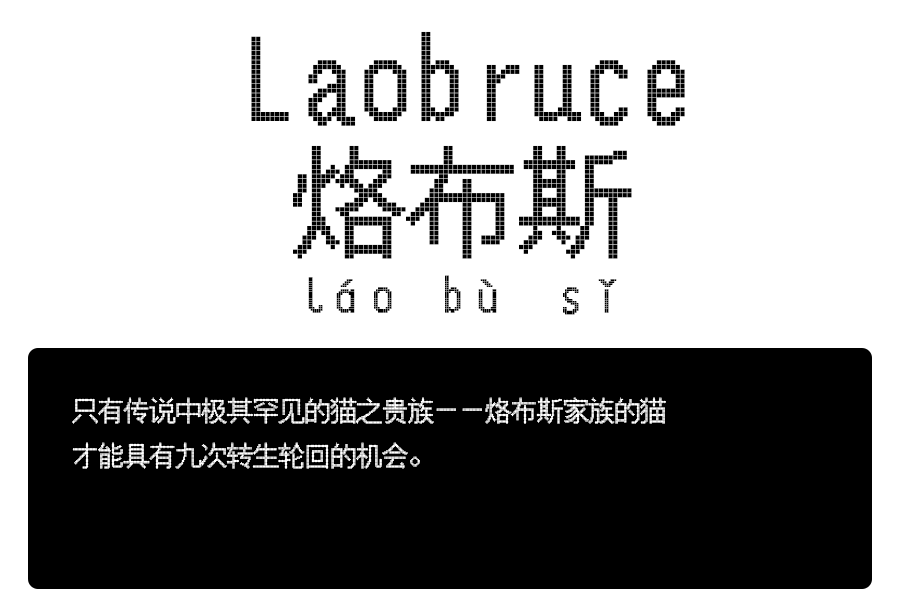 Laobruce
烙布斯
láo bù sǐ
只有传说中极其罕见的猫之贵族——烙布斯家族的猫
才能具有九次转生轮回的机会。